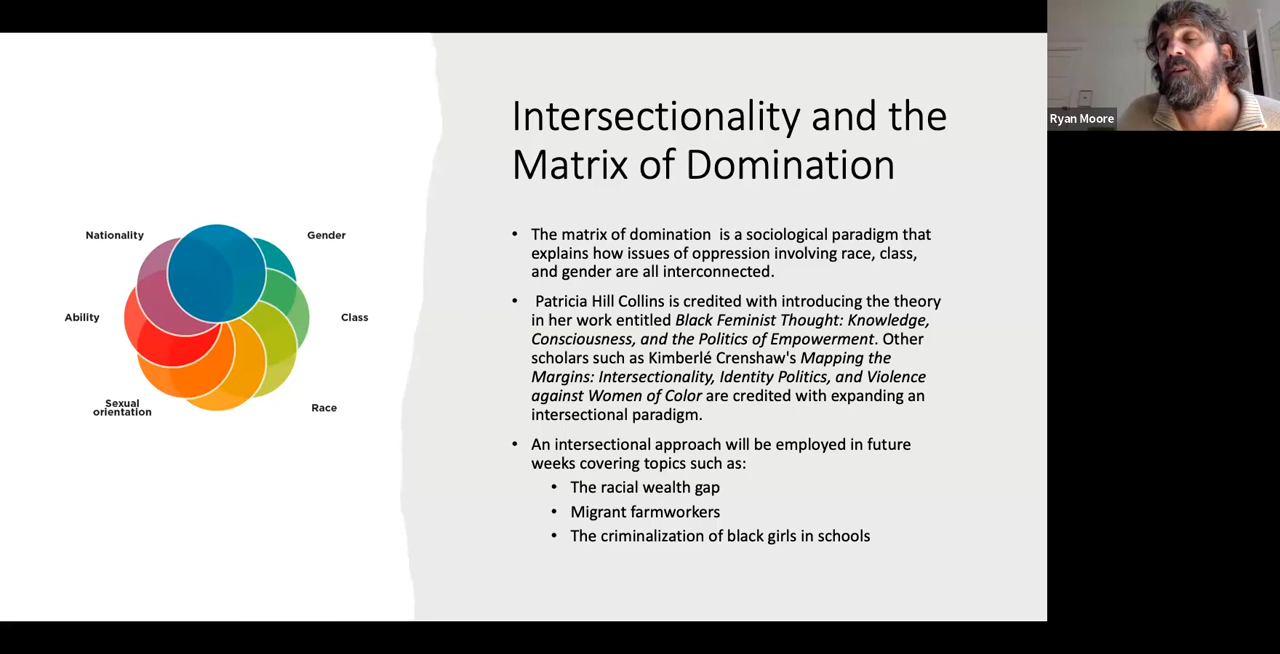 Intersectionality and the
Matrix of Domination
Nationality
Gender
Ability
Class
Sexual
orientation
Race
• The matrix of domination  is a sociological paradigm that
explains how issues of oppression involving race, class,
and gender are all interconnected.
• Patricia Hill Collins is credited with introducing the theory
in her work entitled Black Feminist Thought: Knowledge,
Consciousness, and the Politics of Empowerment. Other
scholars such as Kimberlé Crenshaw's Mapping the
Margins: Intersectionality, Identity Politics, and Violence
against Women of Color are credited with expanding an
intersectional paradigm.
• An intersectional approach will be employed in future
weeks covering topics such as:
• The racial wealth gap
• Migrant farmworkers
• The criminalization of black girls in schools
Ryan Moore